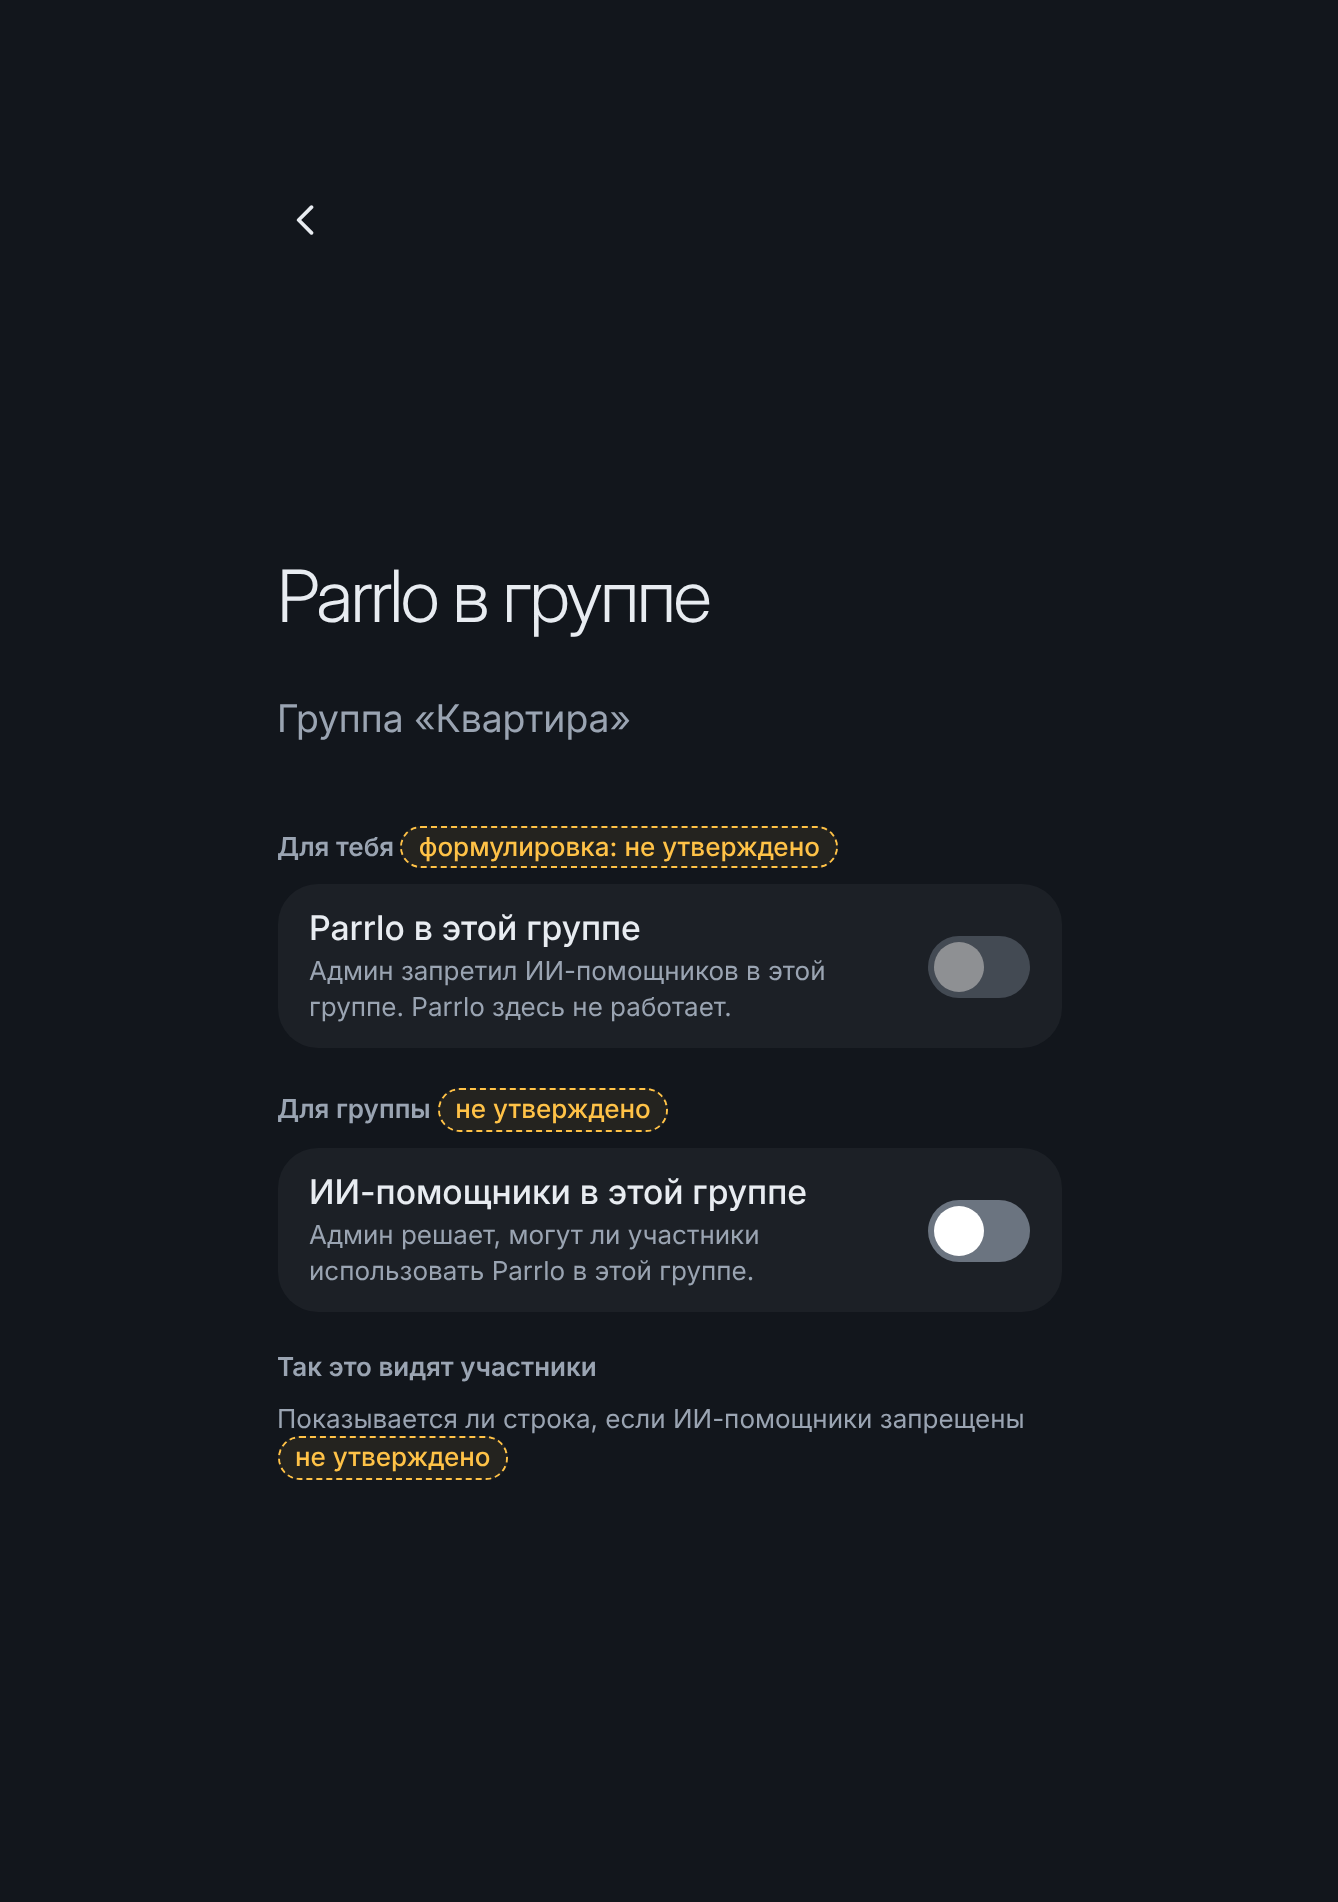 Parrlo в группе
Группа «Квартира»
Для тебя формулировка: не утверждено
Parrlo в этой группе
Админ запретил ИИ-помощников в этой
группе. Parrlo здесь не работает.
Для группы не утверждено
ИИ-помощники в этой группе
Админ решает, могут ли участники
использовать Parrlo в этой группе.
Так это видят участники
Показывается ли строка, если ИИ-помощники запрещены
не утверждено